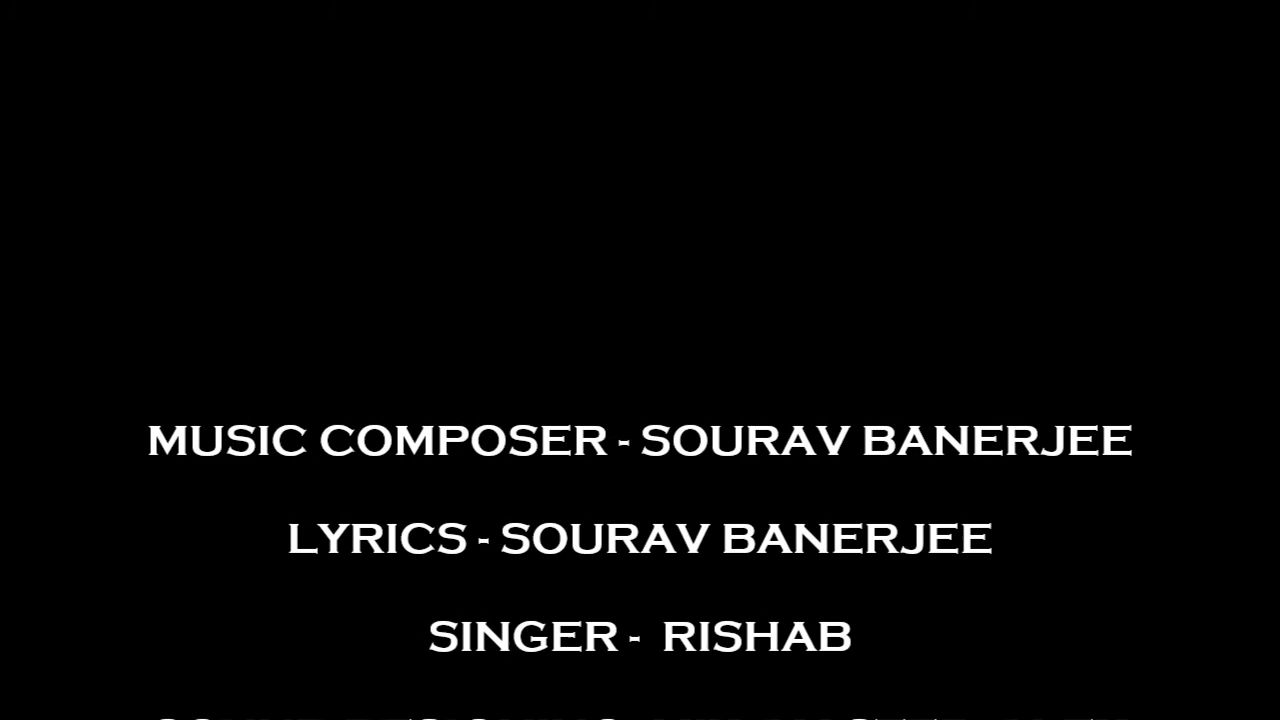 MUSIC COMPOSER - SOURAV BANERJEE
LYRICS - SOURAV BANERJEE
SINGER - RISHAB